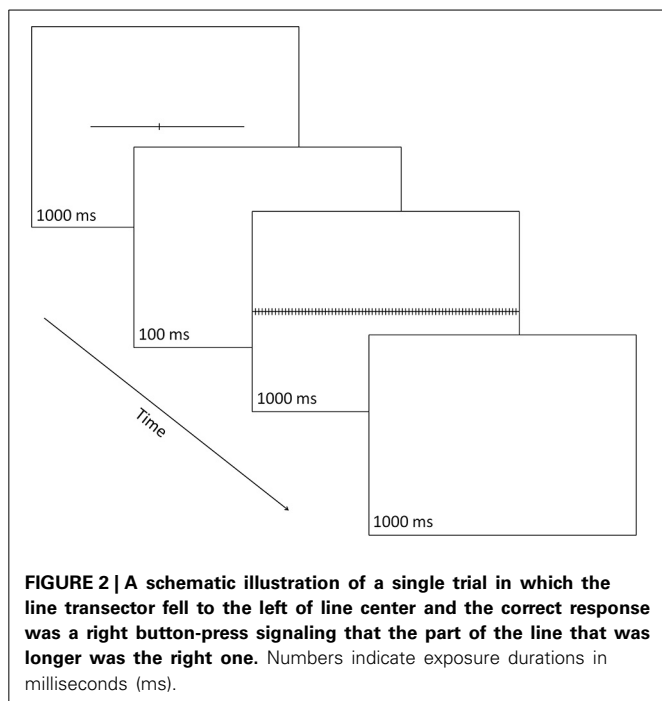 1000 ms
100 ms
1000 ms
1000 ms
Time
FIGURE 2 | A schematic illustration of a single trial in which the
line transector fell to the left of line center and the correct response
was a right button-press signaling that the part of the line that was
longer was the right one. Numbers indicate exposure durations in
milliseconds (ms).